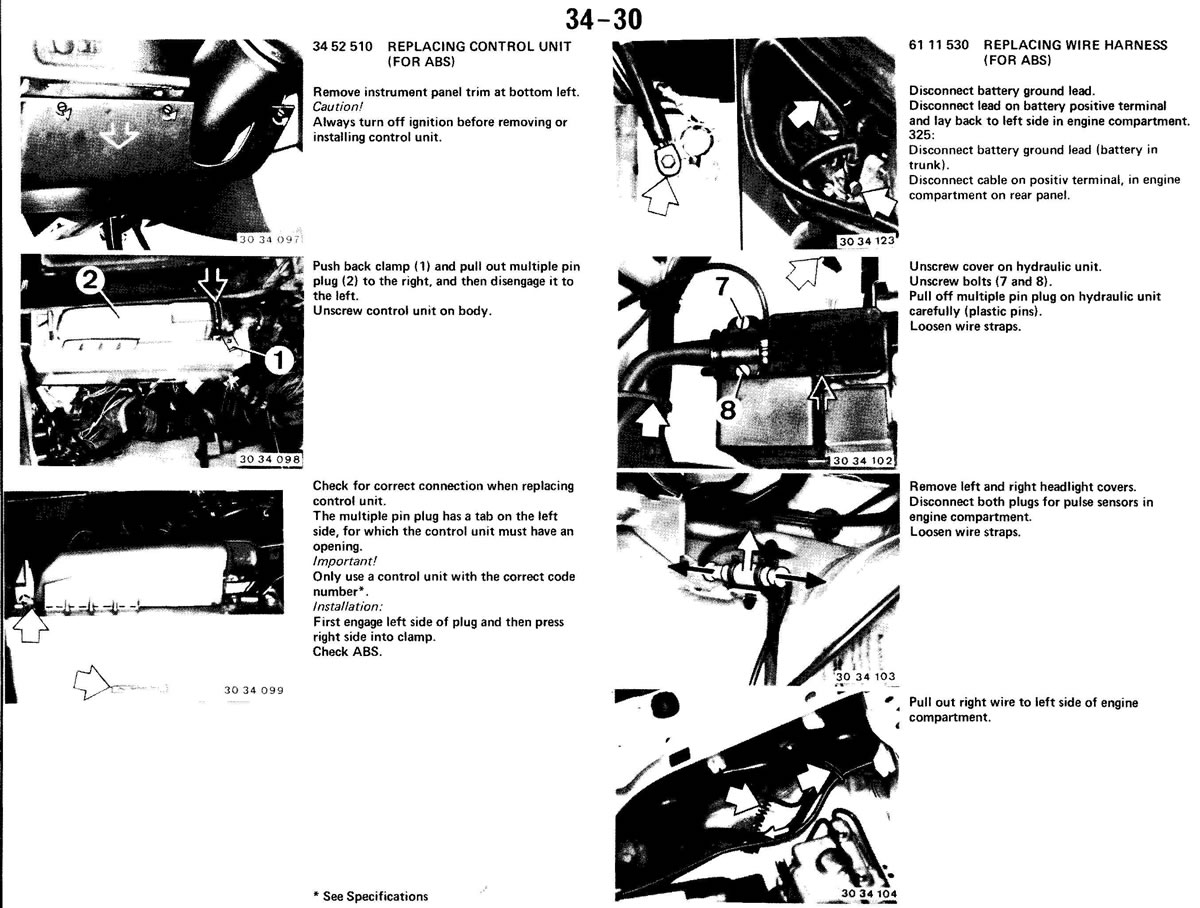 34-30
34 52 510 REPLACING CONTROL UNIT
(FOR ABS)
Remove instrument panel trim at bottom left.
Caution!
Always turn off ignition before removing or
installing control unit.
30 34 097
Push back clamp (1) and pull out multiple pin
plug (2) to the right, and then disengage it to
the left.
Unscrew control unit on body.
2
1
30 34 098
Check for correct connection when replacing
control unit.
The multiple pin plug has a tab on the left
side, for which the control unit must have an
opening.
Important!
Only use a control unit with the correct code
number*.
Installation:
First engage left side of plug and then press
right side into clamp.
Check ABS.
30 34 099
* See Specifications
61 11 530 REPLACING WIRE HARNESS
(FOR ABS)
Disconnect battery ground lead.
Disconnect lead on battery positive terminal
and lay back to left side in engine compartment.
325:
Disconnect battery ground lead (battery in
trunk).
Disconnect cable on positiv terminal, in engine
compartment on rear panel.
30 34 123
Unscrew cover on hydraulic unit.
Unscrew bolts (7 and 8).
Pull off multiple pin plug on hydraulic unit
carefully (plastic pins).
Loosen wire straps.
7
8
30 34 102
Remove left and right headlight covers.
Disconnect both plugs for pulse sensors in
engine compartment.
Loosen wire straps.
30 34 103
Pull out right wire to left side of engine
compartment.
30 34 104